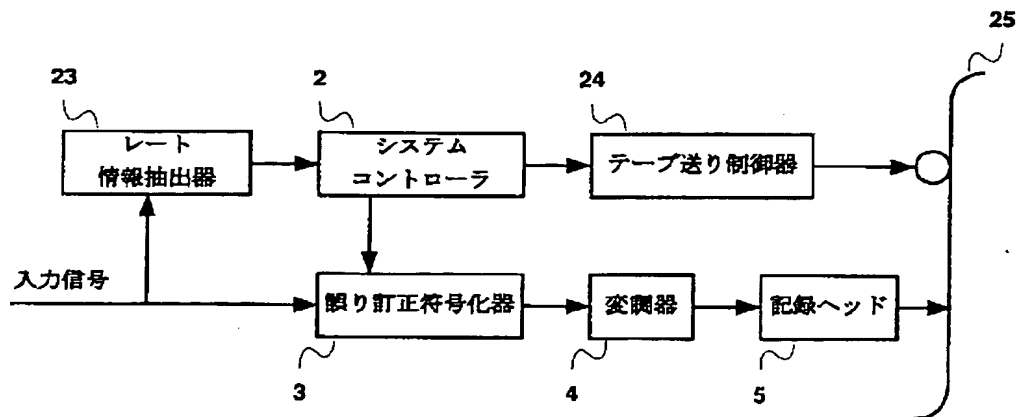 25
23
2
24
レート
情報抽出器
システム
コントローラ
テープ送り制御器
入力信号
誤り訂正符号化器
変調器
記録ヘッド
3
4
5